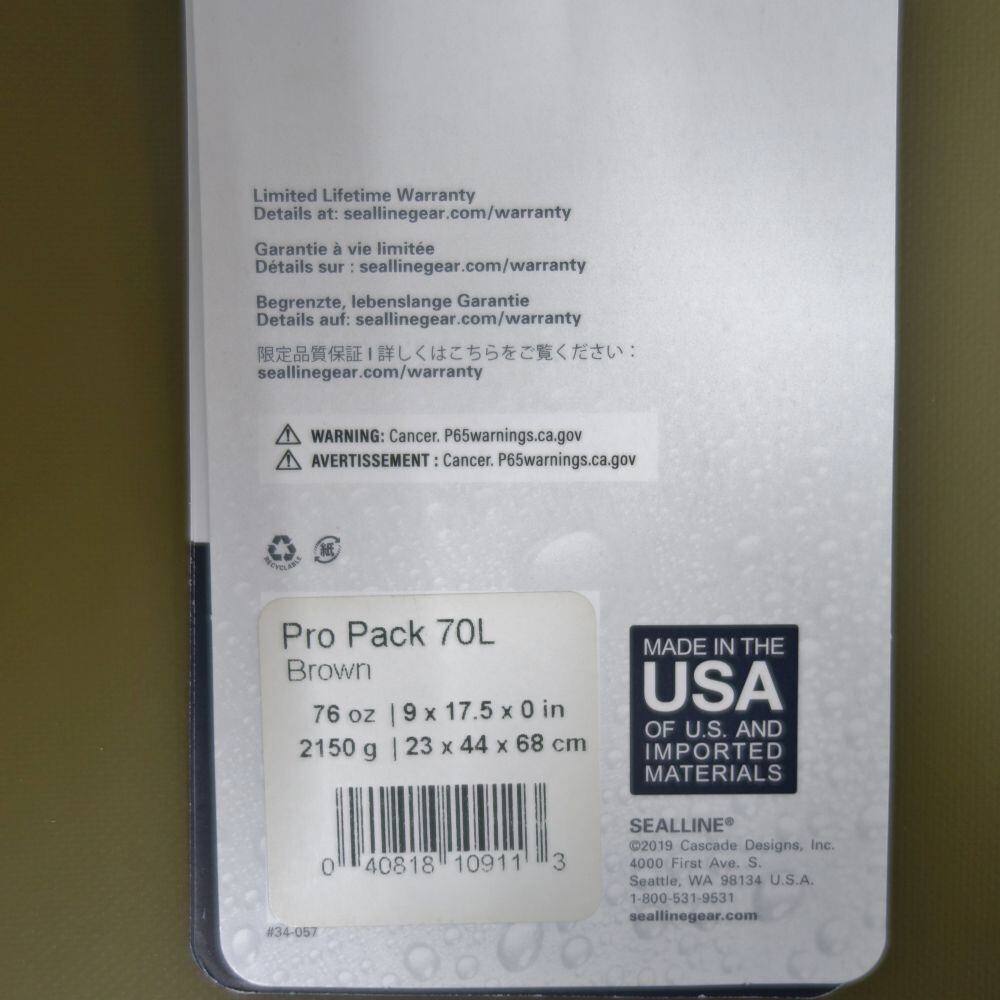 Limited Lifetime Warranty
Details at: seallinegear.com/warranty
Garantie à vie limitée
Détails sur : seallinegear.com/warranty
Begrenzte, lebenslange Garantie
Details auf: seallinegear.com/warranty
限定品質保証 I 詳しくはこちらをご覧ください：
seallinegear.com/warranty
WARNING: Cancer. P65warnings.ca.gov
AVERTISSEMENT : Cancer. P65warnings.ca.gov
RECYCLABLE
紙
Pro Pack 70L
Brown
76 oz | 9 x 17.5 x 0 in
2150 g | 23 x 44 x 68 cm
0 40818 10911 3
#34-057
MADE IN THE
USA
OF U.S. AND
IMPORTED
MATERIALS
SEALLINE®
©2019 Cascade Designs, Inc.
4000 First Ave. S.
Seattle, WA 98134 U.S.A.
1-800-531-9531
seallinegear.com